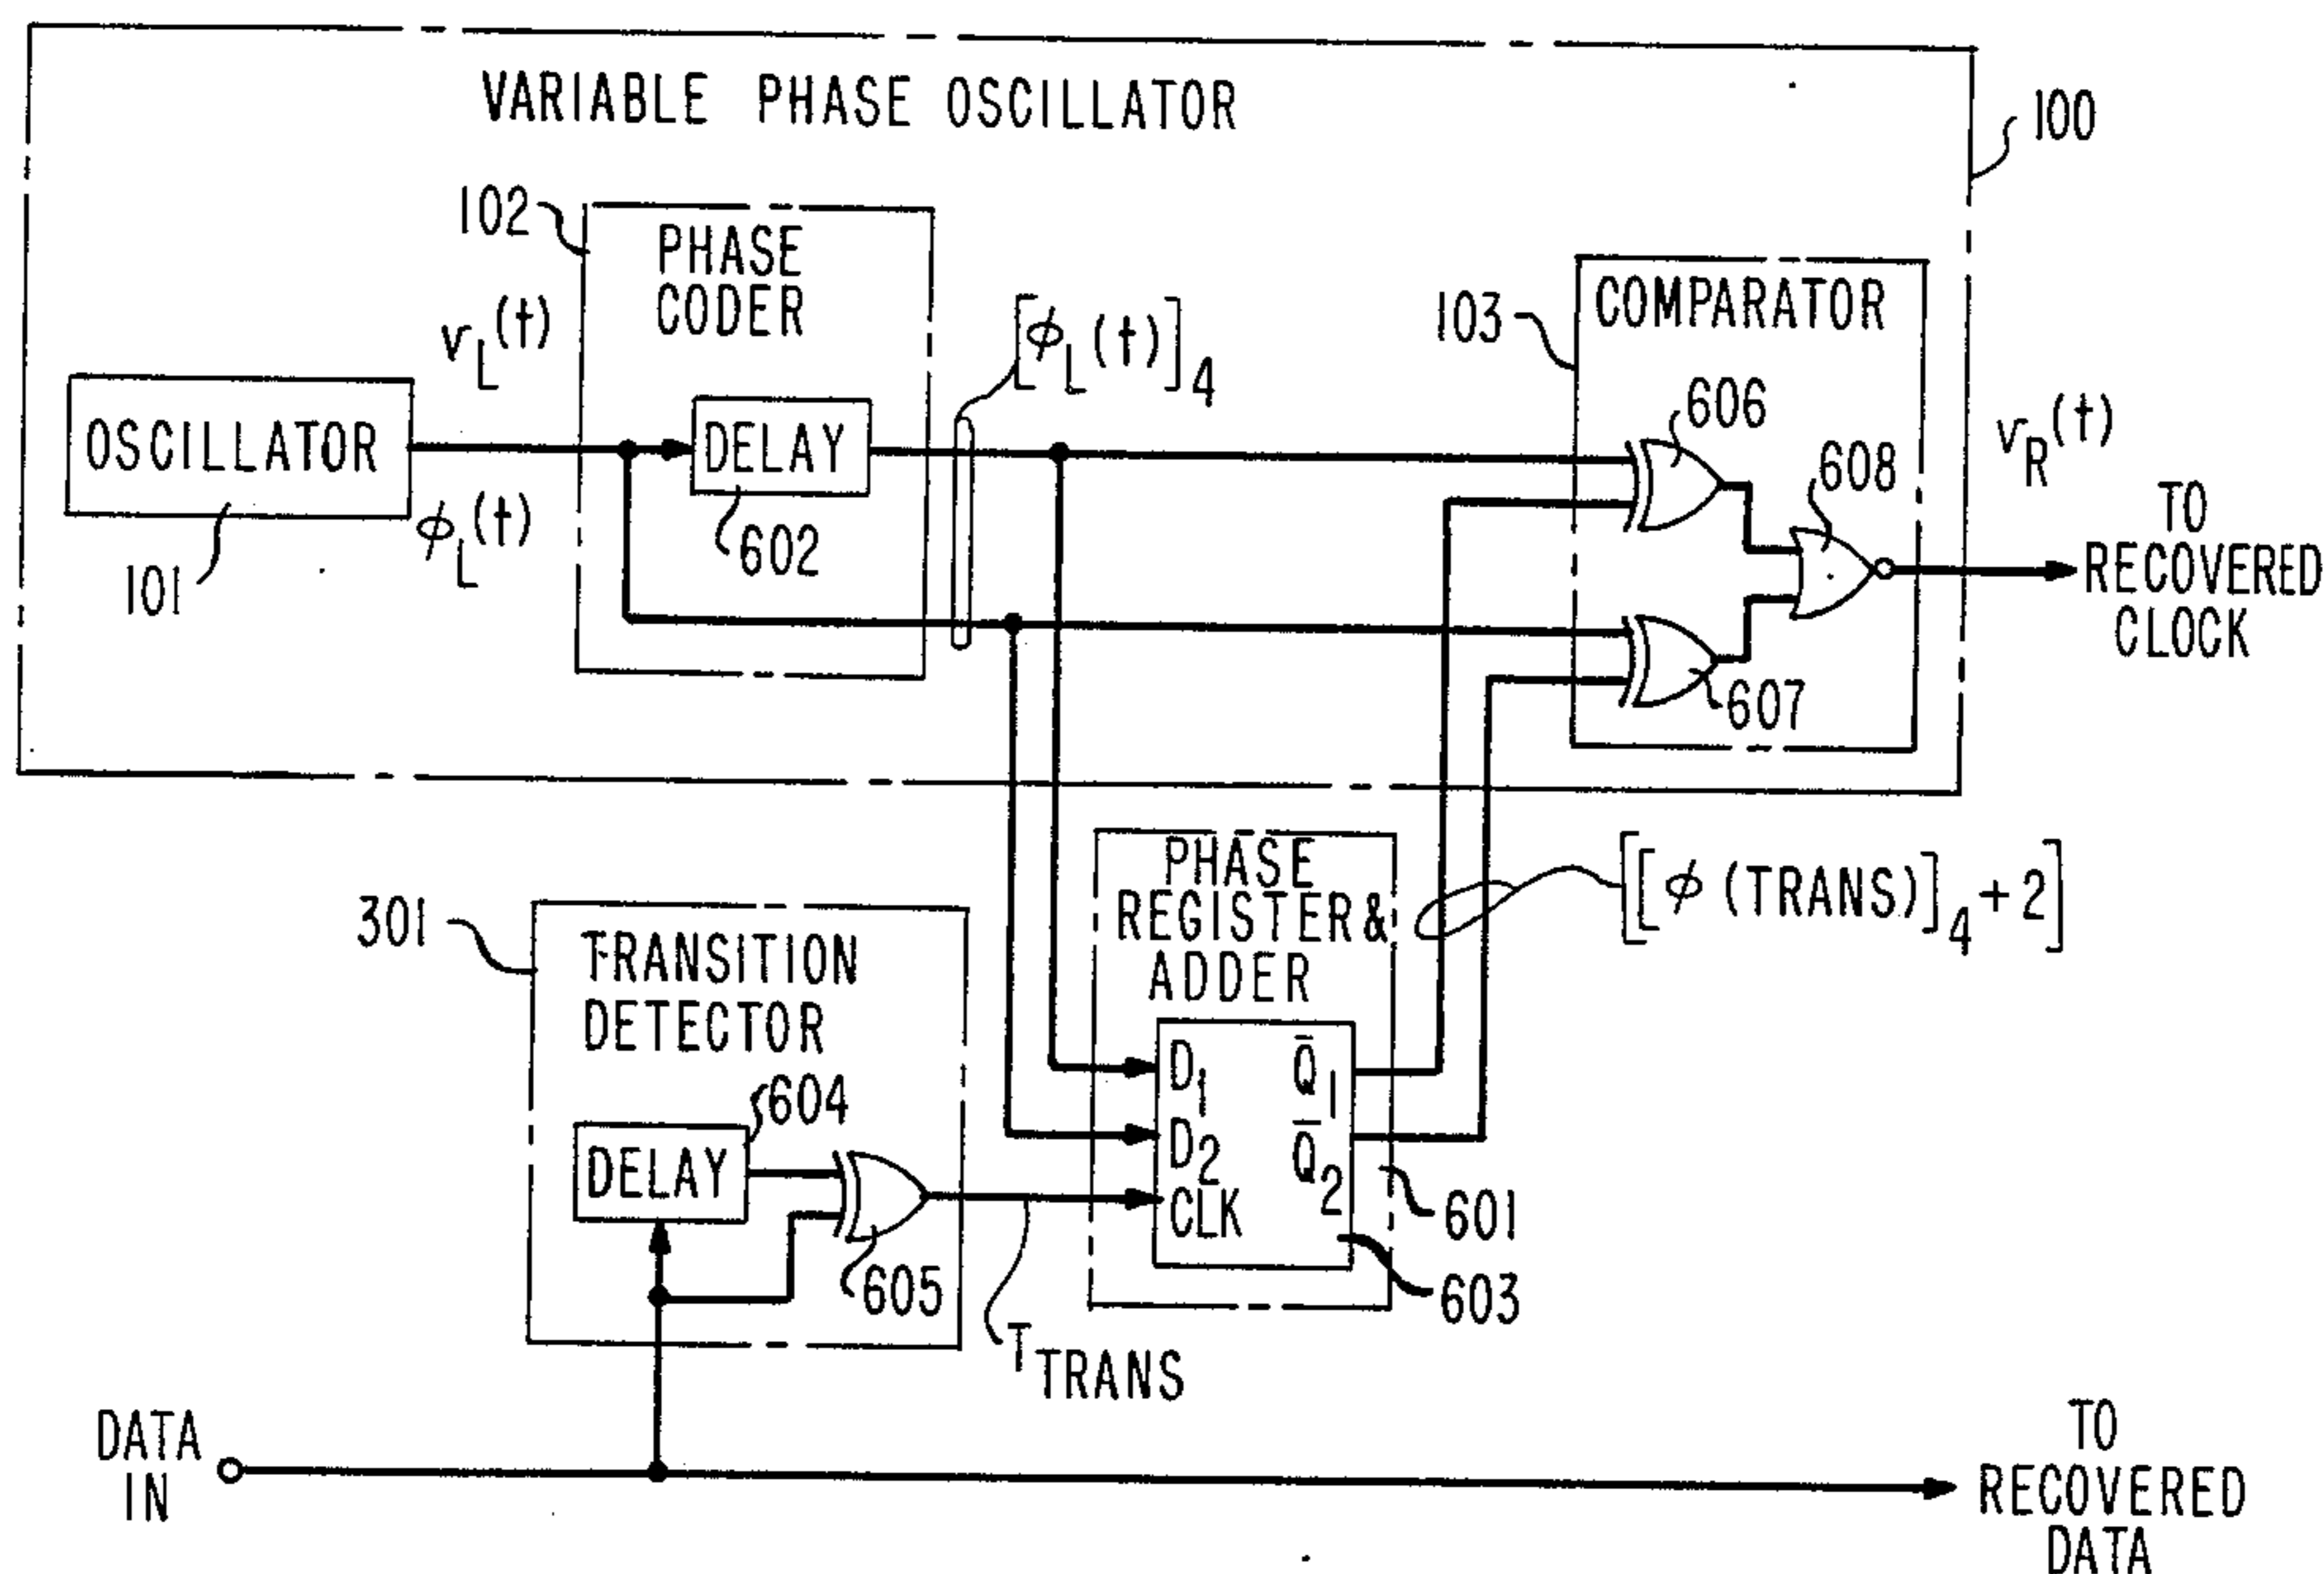 VARIABLE PHASE OSCILLATOR
100
102
PHASE
CODER
v_L(t)
[ϕ_L(t)]_4
103
COMPARATOR
606
OSCILLATOR
DELAY
608
v_R(t)
TO
RECOVERED
CLOCK
ϕ_L(t)
602
101
607
PHASE
REGISTER &
ADDER
[[ϕ (TRANS)]_4 + 2]
301
TRANSITION
DETECTOR
D_1
Q̄_1
604
DELAY
D_2
Q̄_2
CLK
601
605
603
T_TRANS
DATA
IN
TO
RECOVERED
DATA